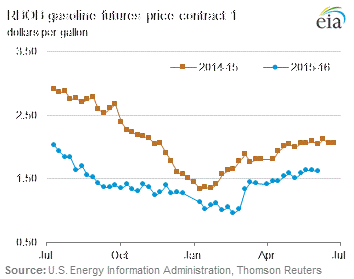 RBOB gasoline futures price contract 1
dollars per gallon
eia
3.50
2014-15
2015-16
2.50
1.50
0.50
Jul
Oct
Jan
Apr
Jul
Source: U.S. Energy Information Administration, Thomson Reuters